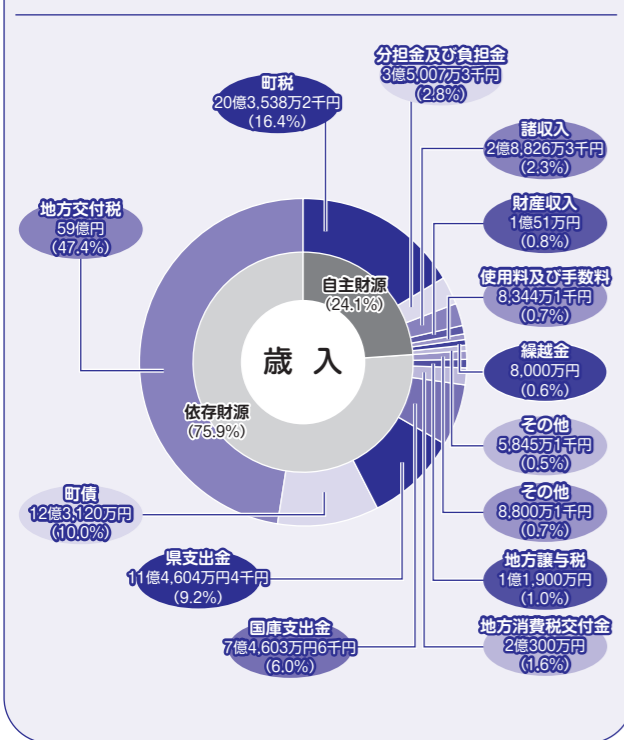 分担金及び負担金
3億5,007万3千円
(2.8%)
町税
20億3,538万2千円
(16.4%)
諸収入
2億8,826万3千円
(2.3%)
財産収入
1億51万円
(0.8%)
地方交付税
59億円
(47.4%)
使用料及び手数料
8,344万1千円
(0.7%)
自主財源
(24.1%)
歳 入
繰越金
8,000万円
(0.6%)
依存財源
(75.9%)
その他
5,845万1千円
(0.5%)
その他
8,800万1千円
(0.7%)
町債
12億3,120万円
(10.0%)
県支出金
11億4,604万円4千円
(9.2%)
地方譲与税
1億1,900万円
(1.0%)
国庫支出金
7億4,603万円6千円
(6.0%)
地方消費税交付金
2億300万円
(1.6%)